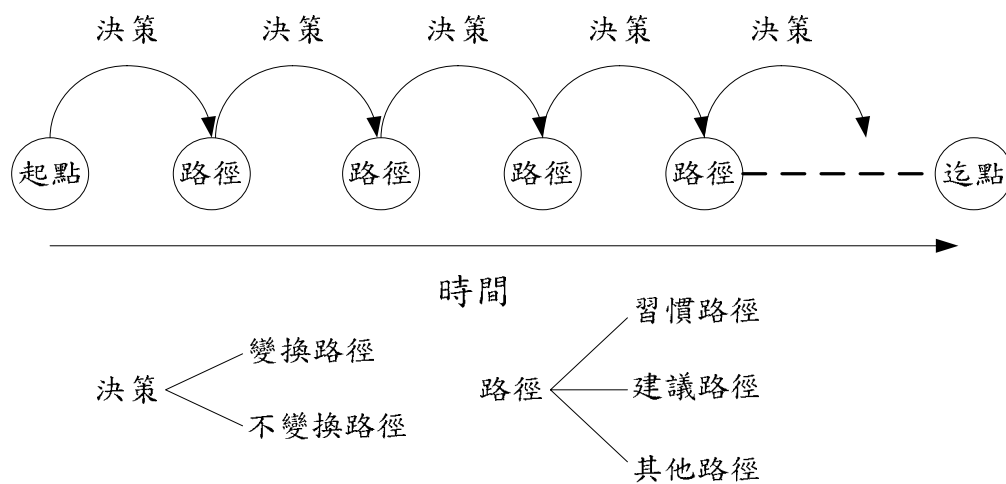 決策 決策 決策 決策 決策
起點 路徑 路徑 路徑 路徑 迄點
時間
決策
變換路徑
不變換路徑
路徑
習慣路徑
建議路徑
其他路徑